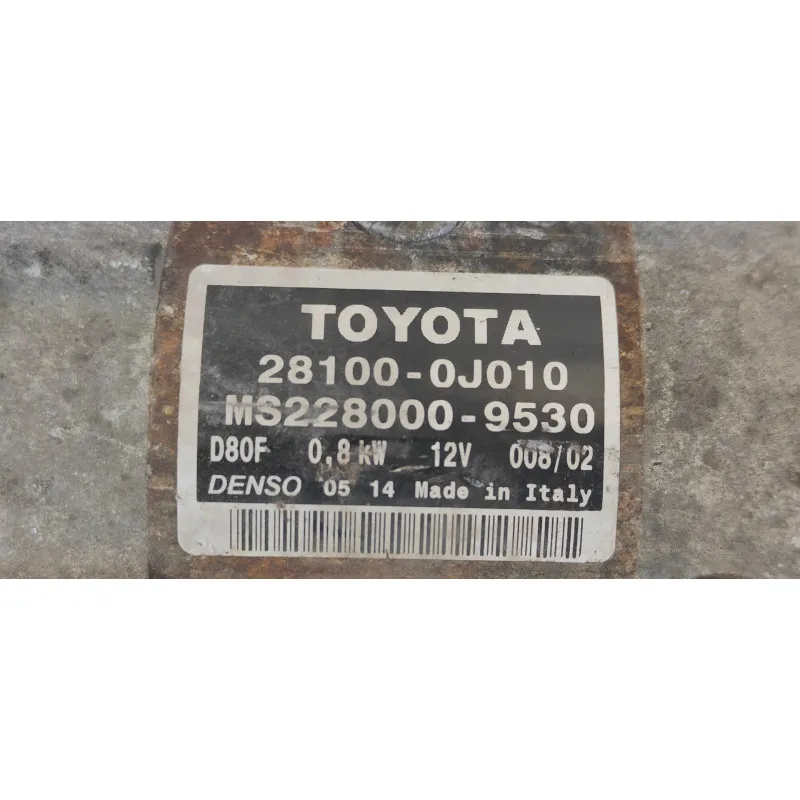 TOYOTA
28100-0J010
MS228000-9530
D80F 0,8 kW 12V 008/02
DENSO 05 14 Made in Italy